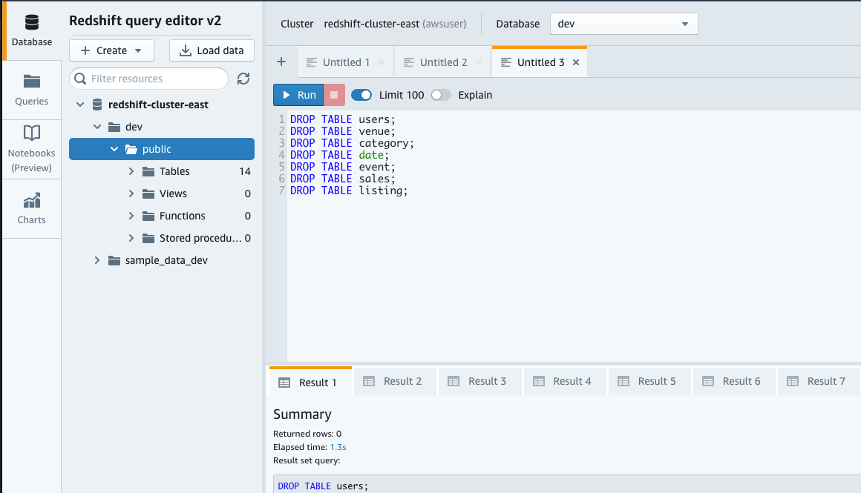 Redshift query editor v2
Cluster redshift-cluster-east (awsuser) Database dev
Database
Queries
Notebooks
(Preview)
Charts
Create
Load data
Filter resources
redshift-cluster-east
dev
public
Tables 14
Views 0
Functions 0
Stored procedu... 0
sample_data_dev
Untitled 1 Untitled 2 Untitled 3
Run Limit 100 Explain
1 DROP TABLE users;
2 DROP TABLE venue;
3 DROP TABLE category;
4 DROP TABLE date;
5 DROP TABLE event;
6 DROP TABLE sales;
7 DROP TABLE listing;
Result 1 Result 2 Result 3 Result 4 Result 5 Result 6 Result 7
Summary
Returned rows: 0
Elapsed time: 1.3s
Result set query:
DROP TABLE users;